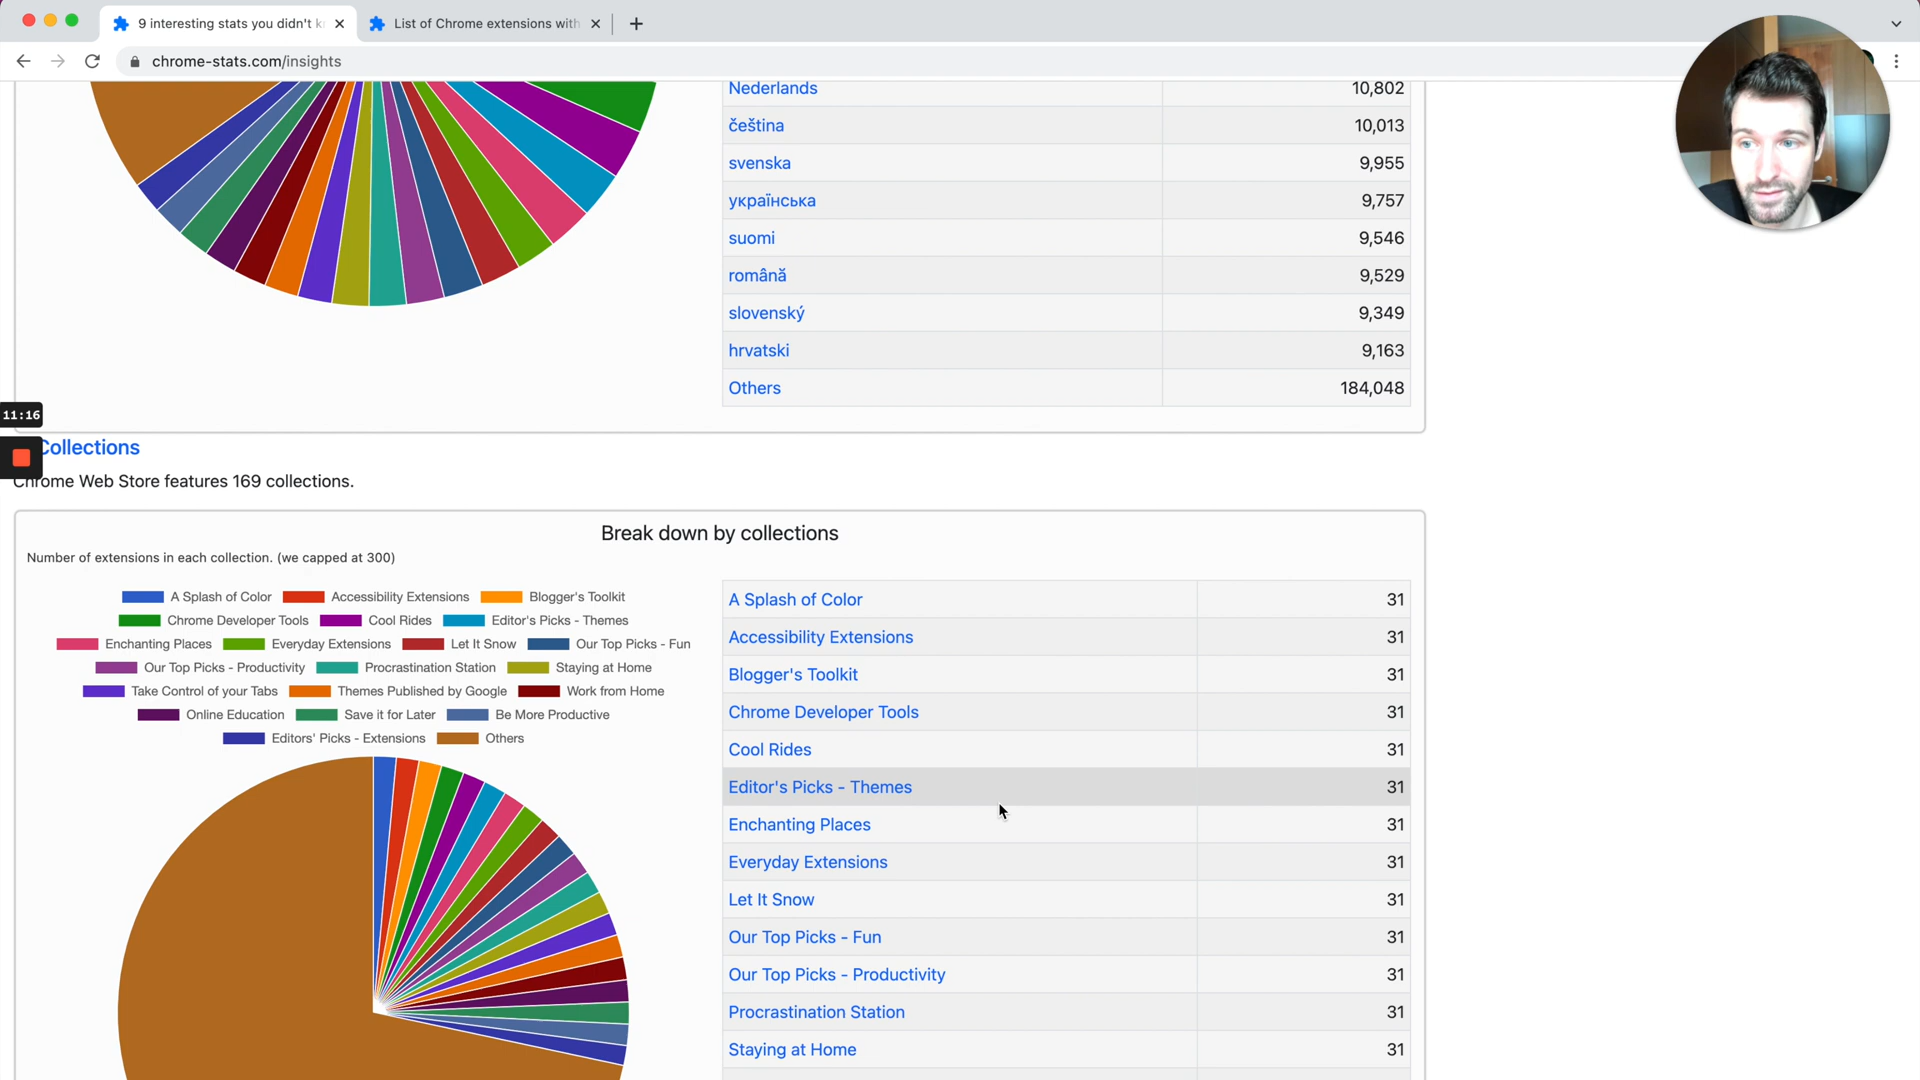 9 interesting stats you didn't k
List of Chrome extensions with
chrome-stats.com/insights
Nederlands 10,802
čeština 10,013
svenska 9,955
українська 9,757
suomi 9,546
română 9,529
slovenský 9,349
hrvatski 9,163
Others 184,048
11:16
Collections
Chrome Web Store features 169 collections.
Break down by collections
Number of extensions in each collection. (we capped at 300)
A Splash of Color Accessibility Extensions Blogger's Toolkit
Chrome Developer Tools Cool Rides Editor's Picks - Themes
Enchanting Places Everyday Extensions Let It Snow Our Top Picks - Fun
Our Top Picks - Productivity Procrastination Station Staying at Home
Take Control of your Tabs Themes Published by Google Work from Home
Online Education Save it for Later Be More Productive
Editors' Picks - Extensions Others
A Splash of Color 31
Accessibility Extensions 31
Blogger's Toolkit 31
Chrome Developer Tools 31
Cool Rides 31
Editor's Picks - Themes 31
Enchanting Places 31
Everyday Extensions 31
Let It Snow 31
Our Top Picks - Fun 31
Our Top Picks - Productivity 31
Procrastination Station 31
Staying at Home 31